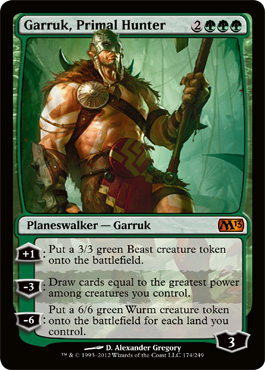 Garruk, Primal Hunter 2
Planeswalker — Garruk M13
+1 : Put a 3/3 green Beast creature token
onto the battlefield.
-3 : Draw cards equal to the greatest power
among creatures you control.
-6 : Put a 6/6 green Wurm creature token
onto the battlefield for each land you
control.
3
D. Alexander Gregory
™ & © 1993-2012 Wizards of the Coast LLC 174/249